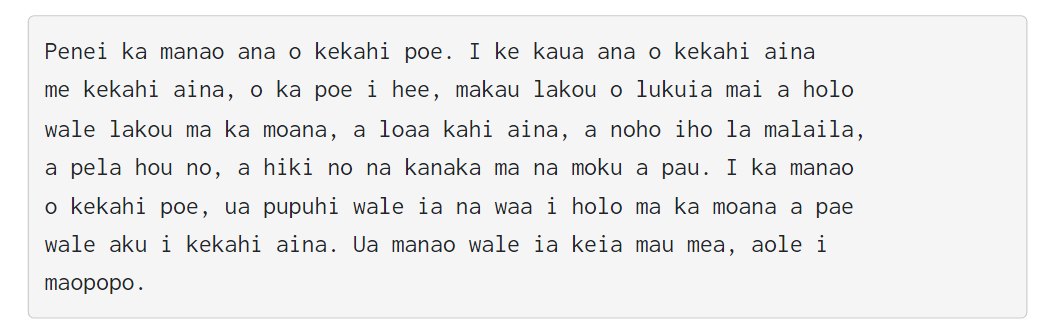 Penei ka manao ana o kekahi poe. I ke kaua ana o kekahi aina
me kekahi aina, o ka poe i hee, makau lakou o lukuia mai a holo
wale lakou ma ka moana, a loaa kahi aina, a noho iho la malaila,
a pela hou no, a hiki no na kanaka ma na moku a pau. I ka manao
o kekahi poe, ua pupuhi wale ia na waa i holo ma ka moana a pae
wale aku i kekahi aina. Ua manao wale ia keia mau mea, aole i
maopopo.